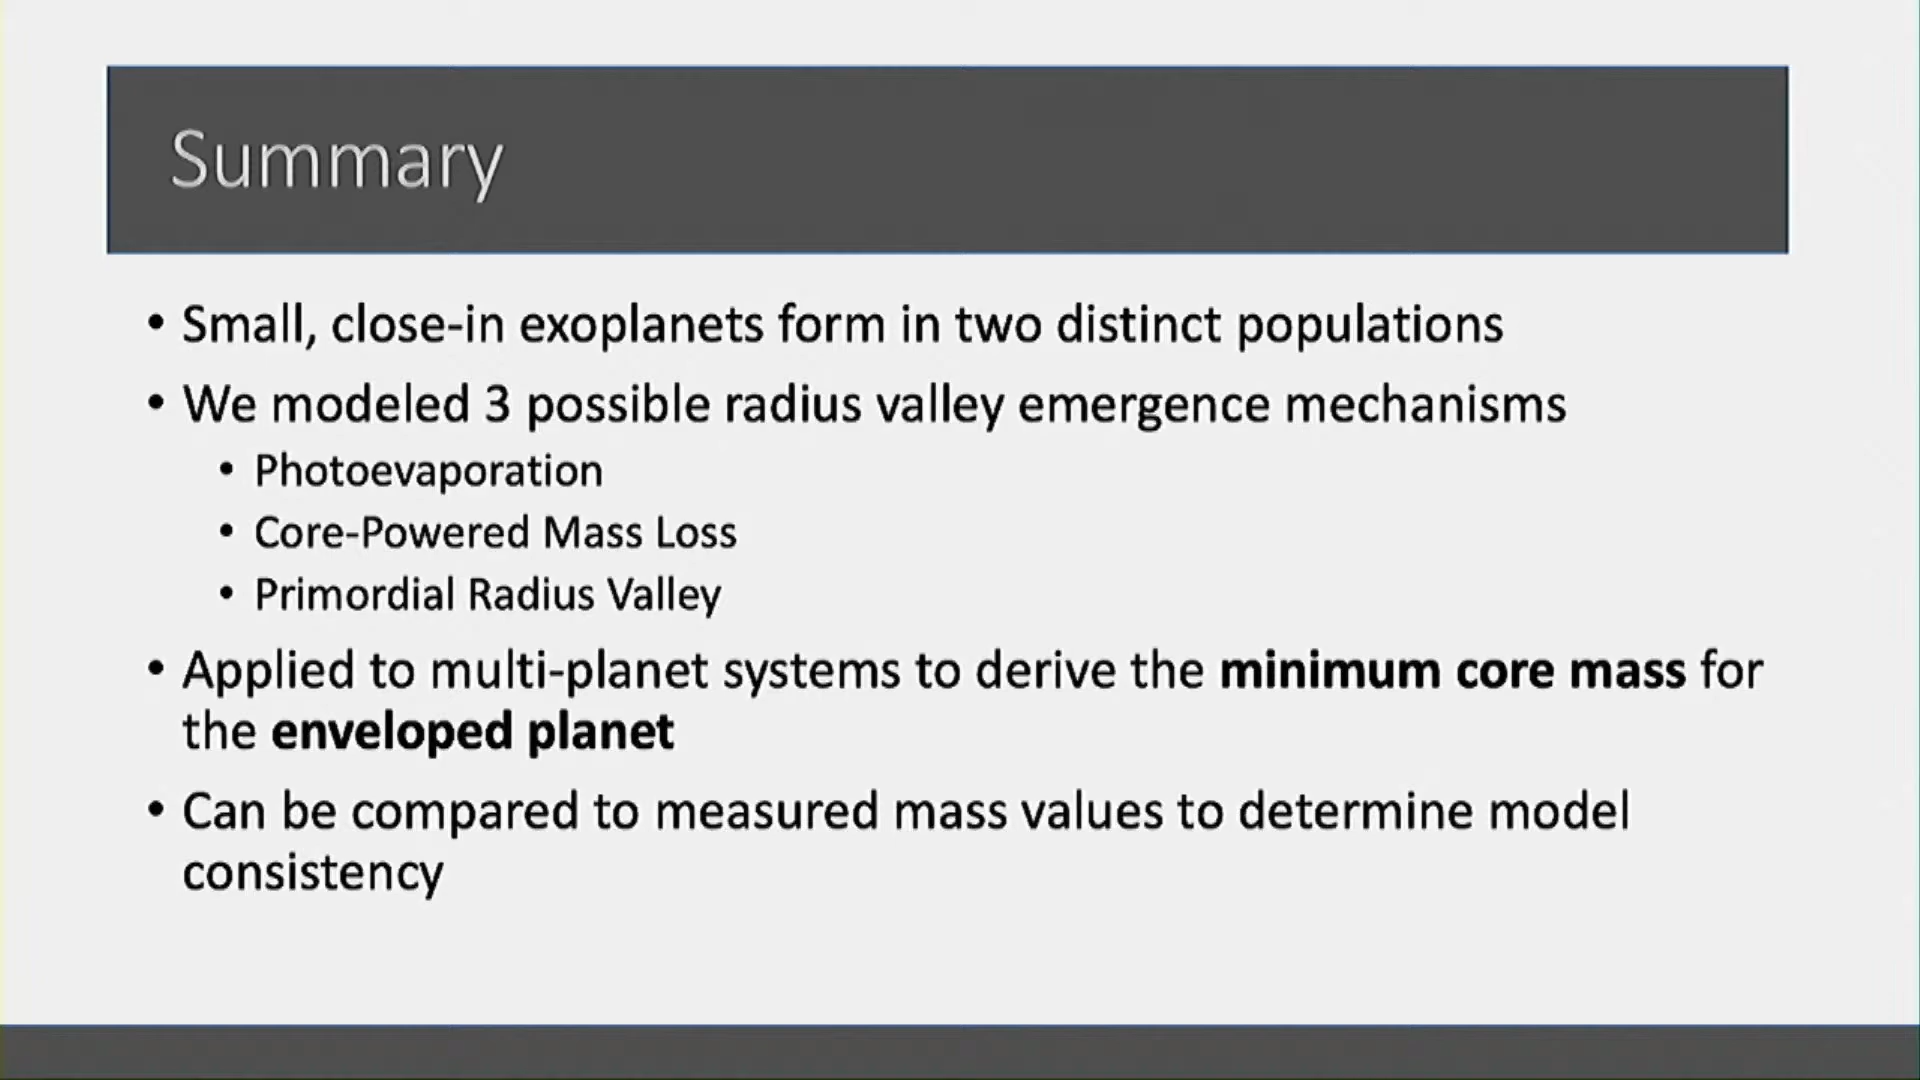 Summary
• Small, close-in exoplanets form in two distinct populations
• We modeled 3 possible radius valley emergence mechanisms
• Photoevaporation
• Core-Powered Mass Loss
• Primordial Radius Valley
• Applied to multi-planet systems to derive the minimum core mass for
the enveloped planet
• Can be compared to measured mass values to determine model
consistency